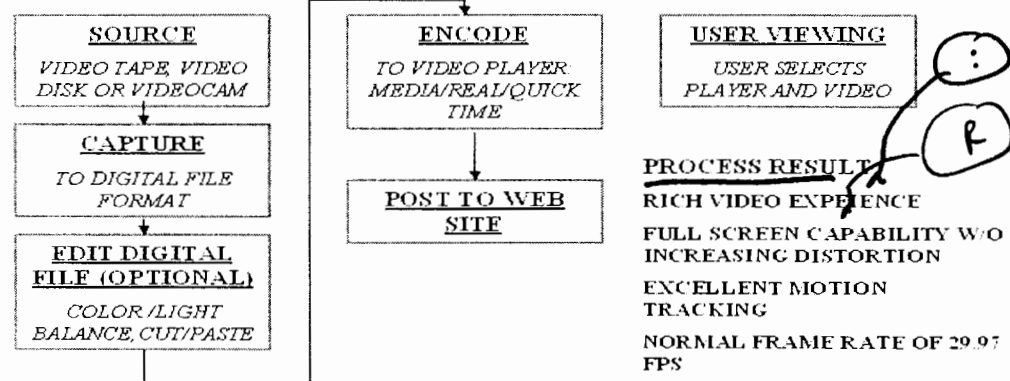 SOURCE
VIDEO TAPE, VIDEO
DISK OR VIDEOCAM
CAPTURE
TO DIGITAL FILE
FORMAT
EDIT DIGITAL
FILE (OPTIONAL)
COLOR/LIGHT
BALANCE, CUT/PASTE
ENCODE
TO VIDEO PLAYER:
MEDIA/REAL/QUICK
TIME
POST TO WEB
SITE
USER VIEWING
USER SELECTS
PLAYER AND VIDEO
:
R
PROCESS RESULT
RICH VIDEO EXPEIENCE
FULL SCREEN CAPABILITY W/O
INCREASING DISTORTION
EXCELLENT MOTION
TRACKING
NORMAL FRAME RATE OF 29.97
FPS